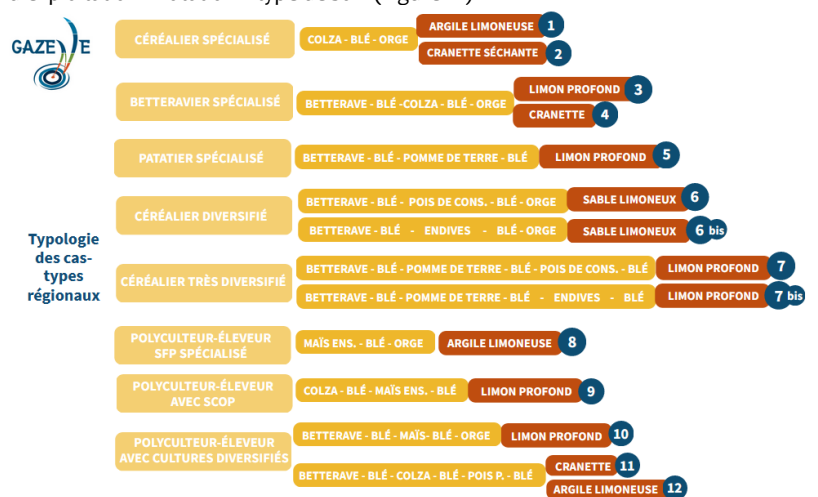 GAZELLE
CÉRÉALIER SPÉCIALISÉ
COLZA - BLÉ - ORGE
ARGILE LIMONEUSE 1
CRANETTE SÉCHANTE 2
BETTERAVIER SPÉCIALISÉ
BETTERAVE - BLÉ -COLZA - BLÉ - ORGE
LIMON PROFOND 3
CRANETTE 4
PATATIER SPÉCIALISÉ
BETTERAVE - BLÉ - POMME DE TERRE - BLÉ
LIMON PROFOND 5
CÉRÉALIER DIVERSIFIÉ
BETTERAVE - BLÉ - POIS DE CONS. - BLÉ - ORGE
SABLE LIMONEUX 6
BETTERAVE - BLÉ - ENDIVES - BLÉ - ORGE
SABLE LIMONEUX 6 bis
Typologie
des cas-
types
régionaux
CÉRÉALIER TRÈS DIVERSIFIÉ
BETTERAVE - BLÉ - POMME DE TERRE - BLÉ - POIS DE CONS. - BLÉ
LIMON PROFOND 7
BETTERAVE - BLÉ - POMME DE TERRE - BLÉ - ENDIVES - BLÉ
LIMON PROFOND 7 bis
POLYCULTEUR-ÉLEVEUR
SFP SPÉCIALISÉ
MAÏS ENS. - BLÉ - ORGE
ARGILE LIMONEUSE 8
POLYCULTEUR-ÉLEVEUR
AVEC SCOP
COLZA - BLÉ - MAÏS ENS. - BLÉ
LIMON PROFOND 9
POLYCULTEUR-ÉLEVEUR
AVEC CULTURES DIVERSIFIÉS
BETTERAVE - BLÉ - MAÏS- BLÉ - ORGE
LIMON PROFOND 10
BETTERAVE - BLÉ - COLZA - BLÉ - POIS P. - BLÉ
CRANETTE 11
ARGILE LIMONEUSE 12